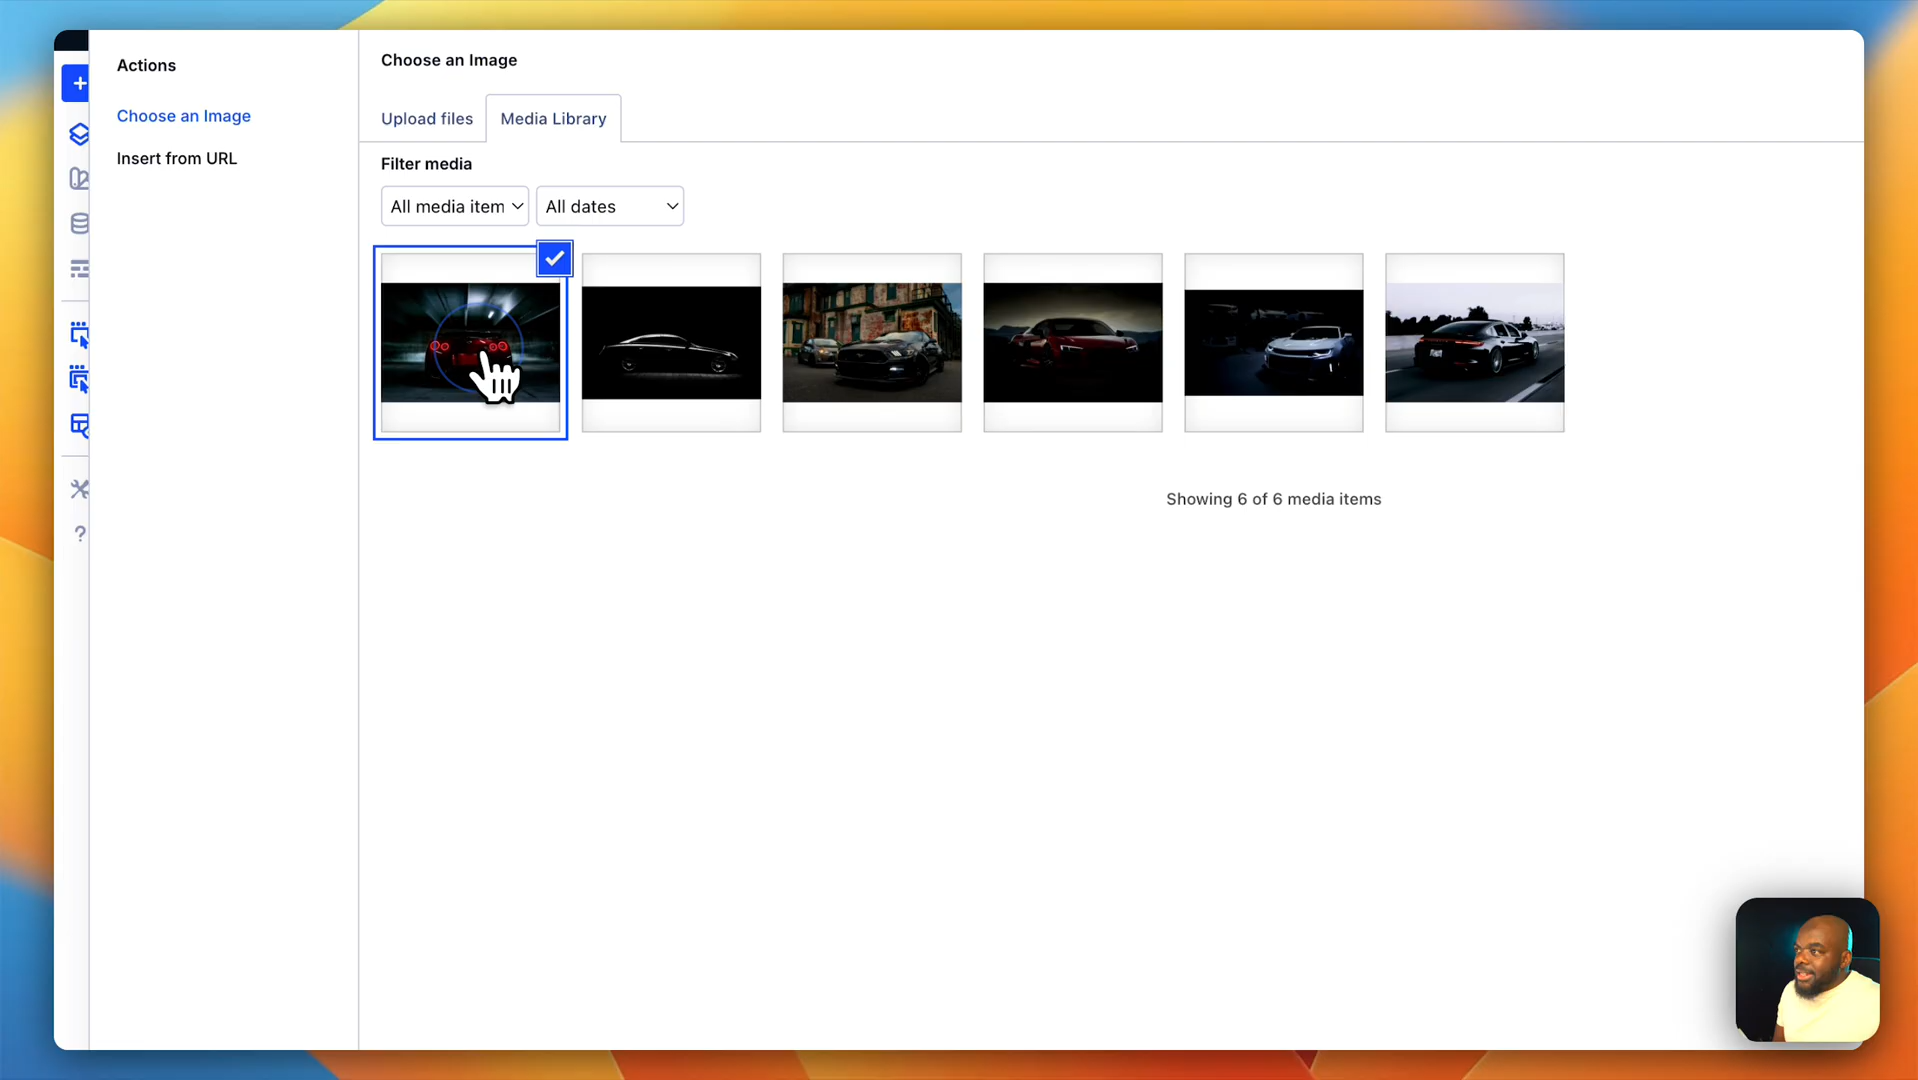 Actions
Choose an Image
Insert from URL
Choose an Image
Upload files
Media Library
Filter media
All media item
All dates
Showing 6 of 6 media items
?